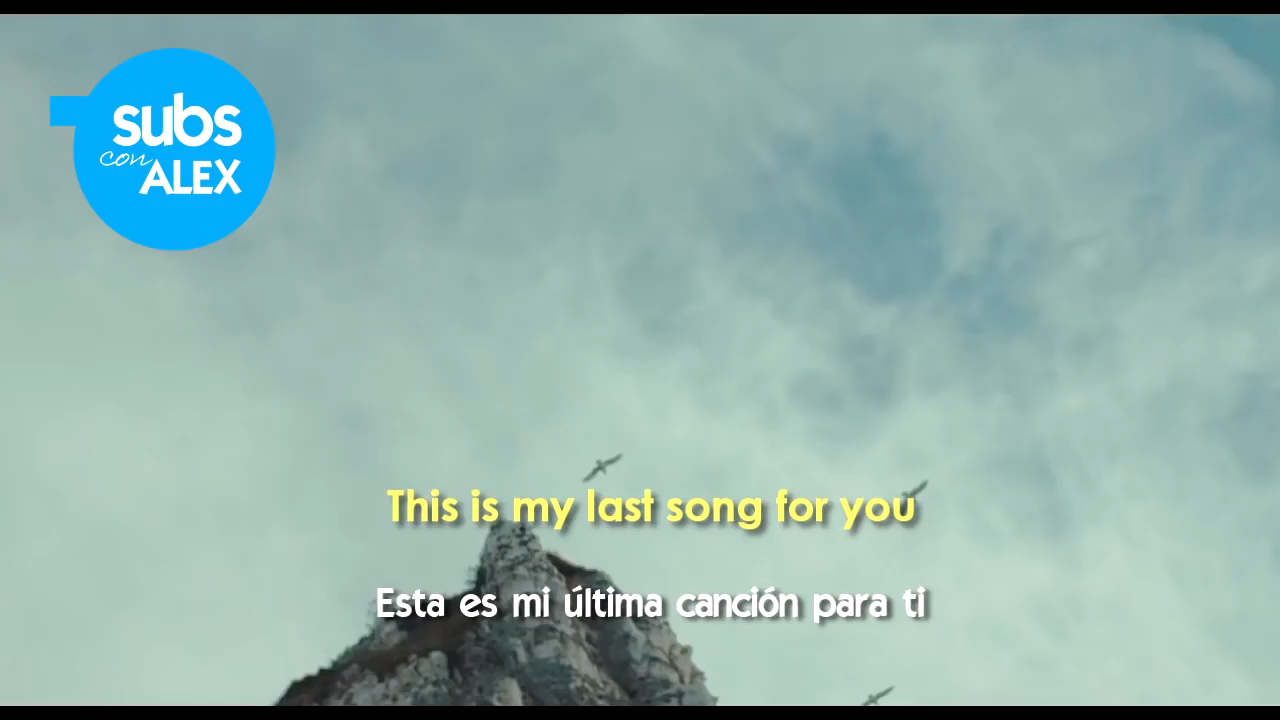 subs
con
ALEX
This is my last song for you
Esta es mi última canción para ti